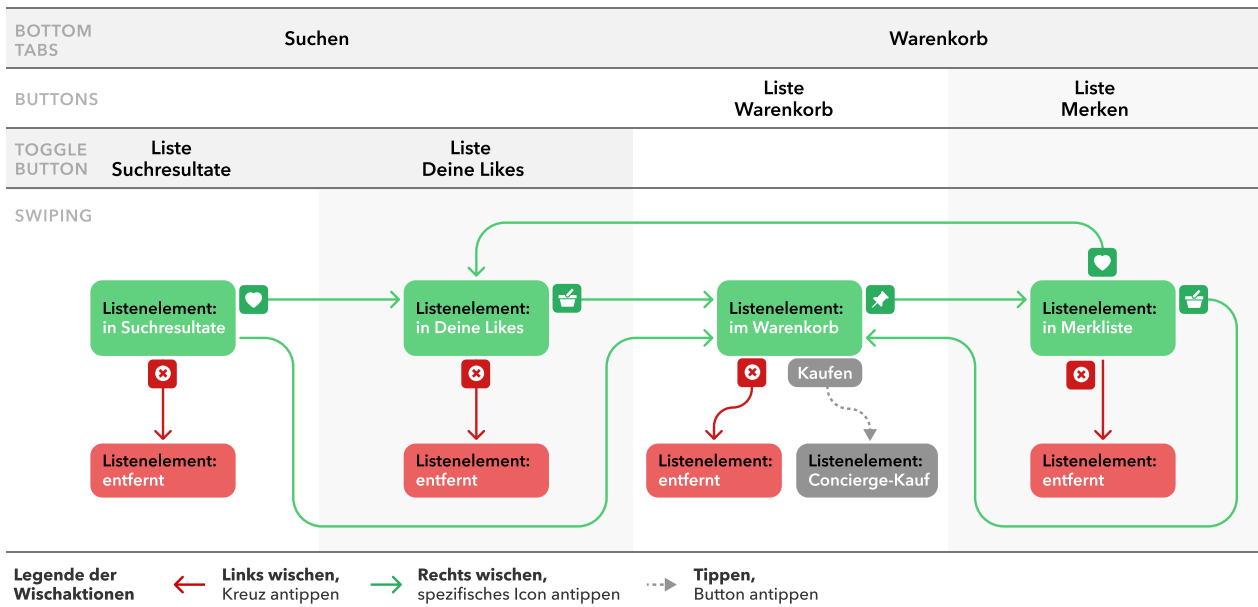 BOTTOM
TABS
Suchen
Warenkorb
BUTTONS
Liste
Warenkorb
Liste
Merken
TOGGLE
BUTTON
Liste
Suchresultate
Liste
Deine Likes
SWIPING
Listenelement:
in Suchresultate
Listenelement:
in Deine Likes
Listenelement:
im Warenkorb
Listenelement:
in Merkliste
Kaufen
Listenelement:
entfernt
Listenelement:
entfernt
Listenelement:
entfernt
Listenelement:
Concierge-Kauf
Listenelement:
entfernt
Legende der
Wischaktionen
Links wischen,
Kreuz antippen
Rechts wischen,
spezifisches Icon antippen
Tippen,
Button antippen